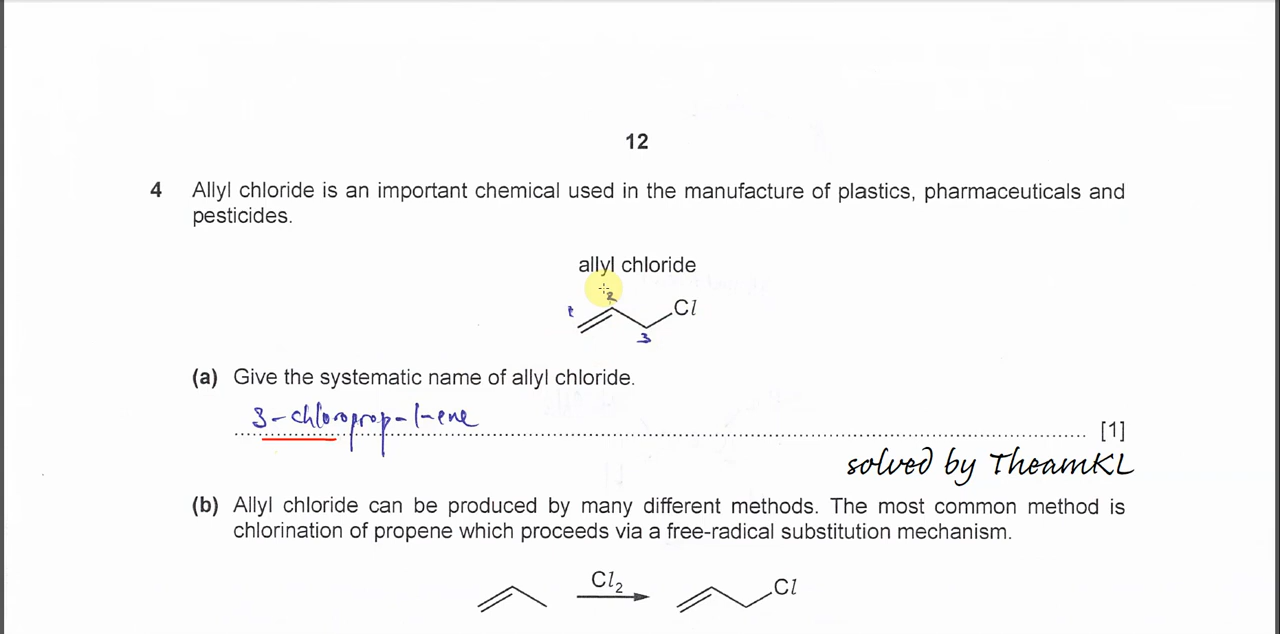 12
4 Allyl chloride is an important chemical used in the manufacture of plastics, pharmaceuticals and
pesticides.
allyl chloride
2
1
Cl
3
(a) Give the systematic name of allyl chloride.
3-chloroprop-1-ene
[1]
solved by TheamKL
(b) Allyl chloride can be produced by many different methods. The most common method is
chlorination of propene which proceeds via a free-radical substitution mechanism.
Cl2
Cl